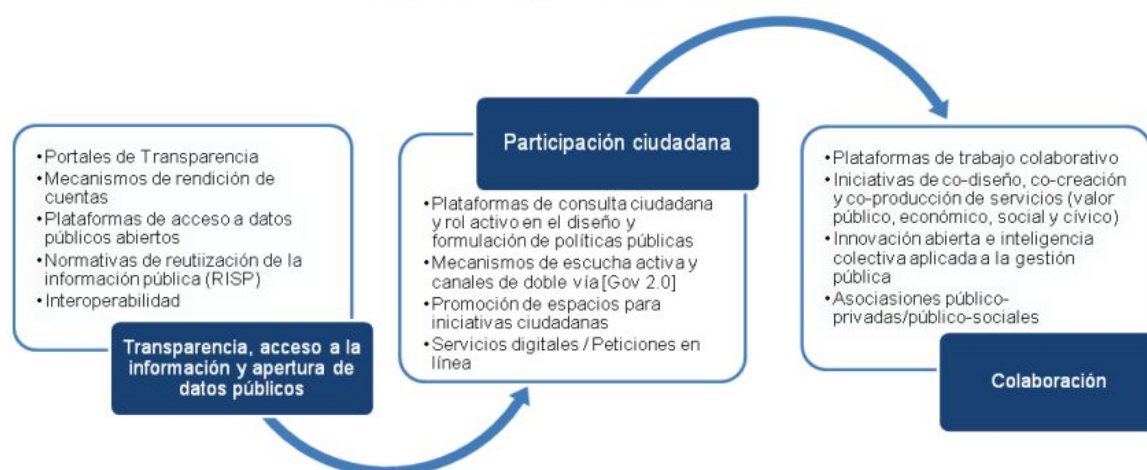 •Portales de Transparencia
•Mecanismos de rendición de
cuentas
•Plataformas de acceso a datos
públicos abiertos
•Normativas de reutiización de la
información pública (RISP)
•Interoperabilidad
Transparencia, acceso a la
información y apertura de
datos públicos
Participación ciudadana
•Plataformas de consulta ciudadana
y rol activo en el diseño y
formulación de políticas públicas
•Mecanismos de escucha activa y
canales de doble vía [Gov 2.0]
•Promoción de espacios para
iniciativas ciudadanas
•Servicios digitales / Peticiones en
línea
•Plataformas de trabajo colaborativo
•Iniciativas de co-diseño, co-creación
y co-producción de servicios (valor
público, económico, social y cívico)
•Innovación abierta e inteligencia
colectiva aplicada a la gestión
pública
•Asociasiones público-
privadas/público-sociales
Colaboración